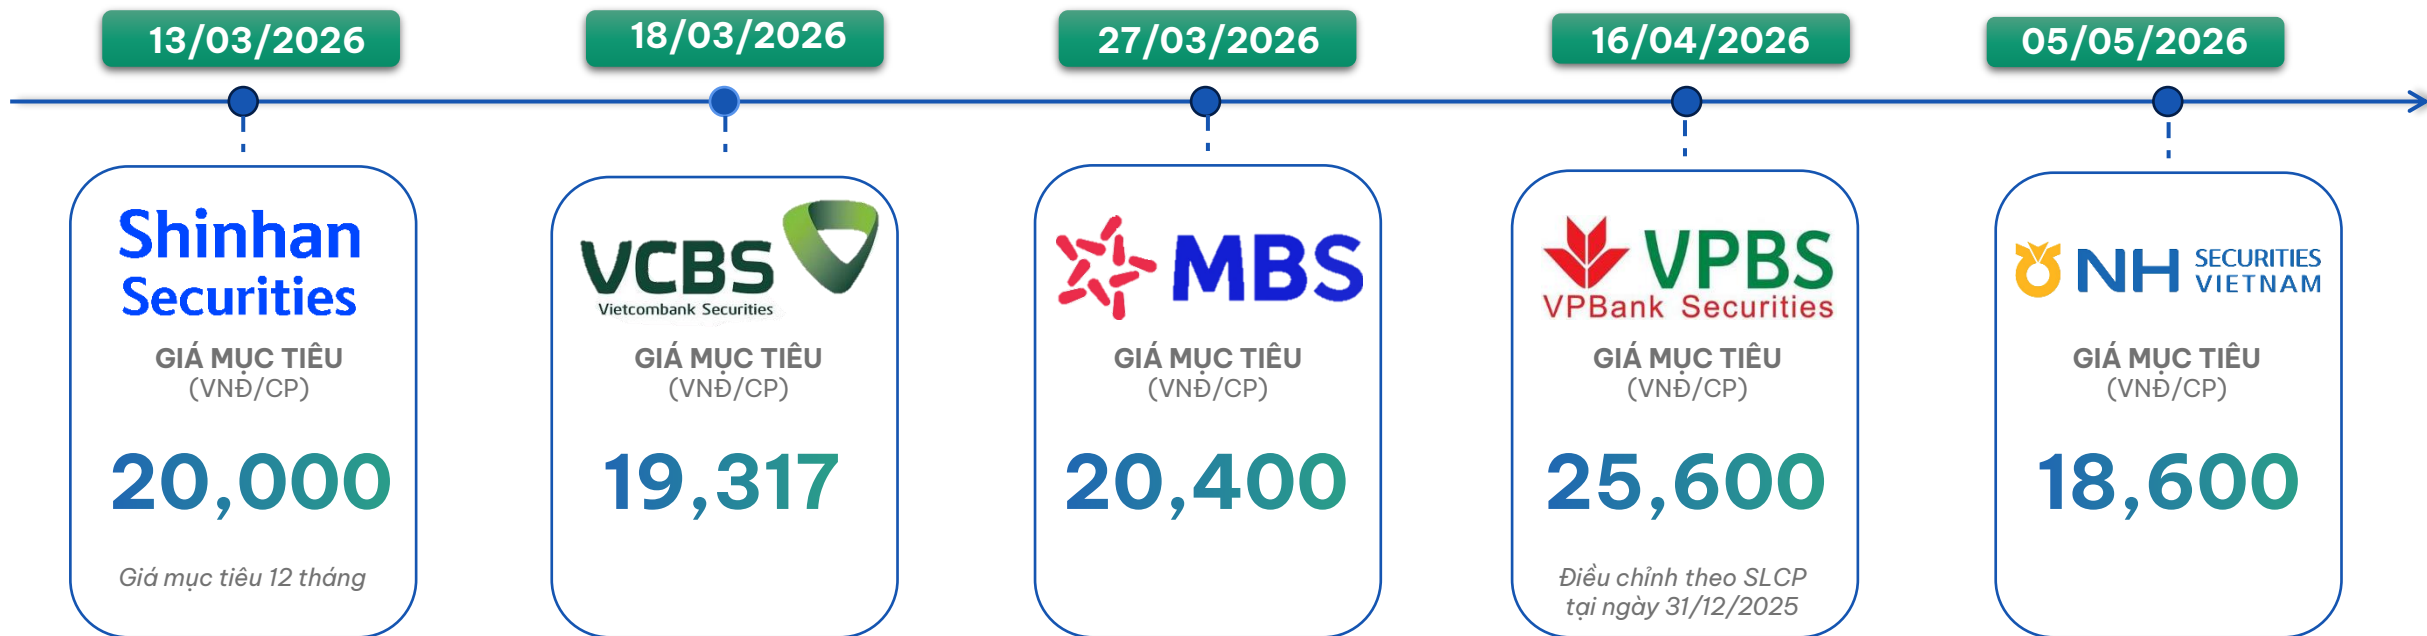 13/03/2026
18/03/2026
27/03/2026
16/04/2026
05/05/2026
Shinhan
Securities
GIÁ MỤC TIÊU
(VNĐ/CP)
20,000
Giá mục tiêu 12 tháng
VCBS
Vietcombank Securities
GIÁ MỤC TIÊU
(VNĐ/CP)
19,317
MBS
GIÁ MỤC TIÊU
(VNĐ/CP)
20,400
VPBS
VPBank Securities
GIÁ MỤC TIÊU
(VNĐ/CP)
25,600
Điều chỉnh theo SLCP
tại ngày 31/12/2025
NH SECURITIES
VIETNAM
GIÁ MỤC TIÊU
(VNĐ/CP)
18,600